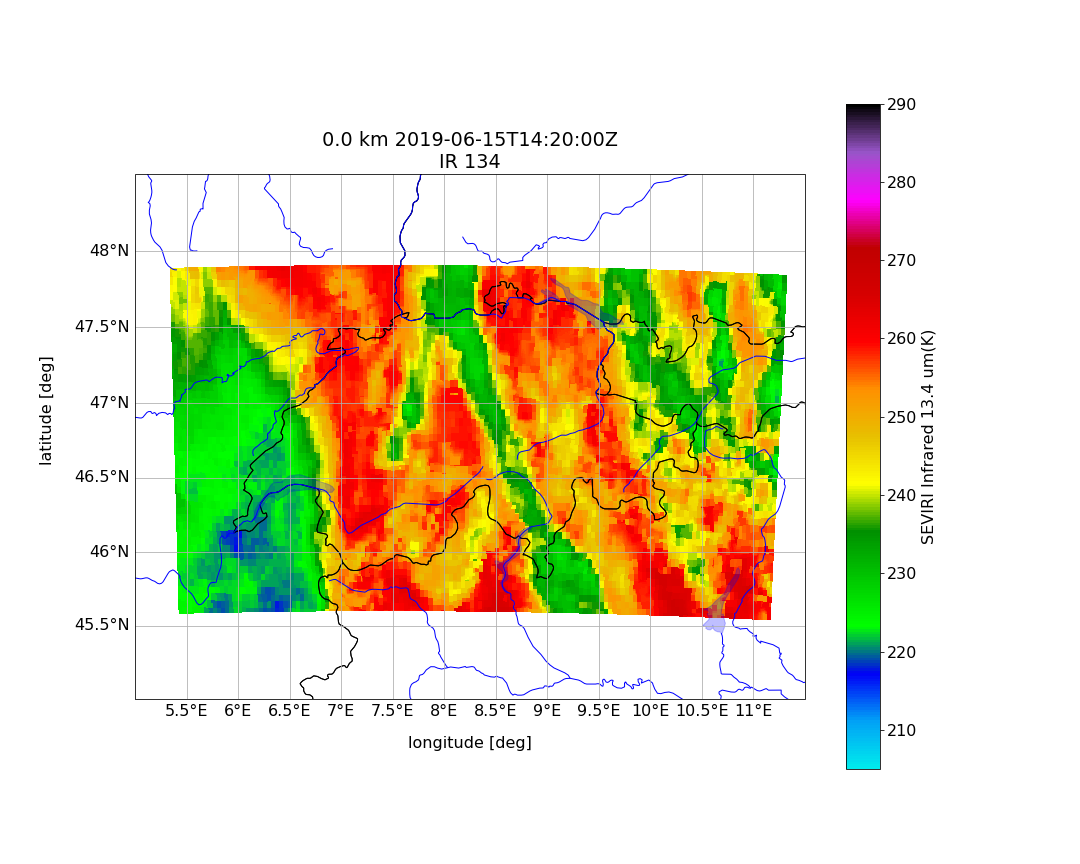 0.0 km 2019-06-15T14:20:00Z
IR 134
48°N
47.5°N
47°N
46.5°N
46°N
45.5°N
latitude [deg]
5.5°E 6°E 6.5°E 7°E 7.5°E 8°E 8.5°E 9°E 9.5°E 10°E 10.5°E 11°E
longitude [deg]
290
280
270
260
250
240
230
220
210
SEVIRI Infrared 13.4 um(K)